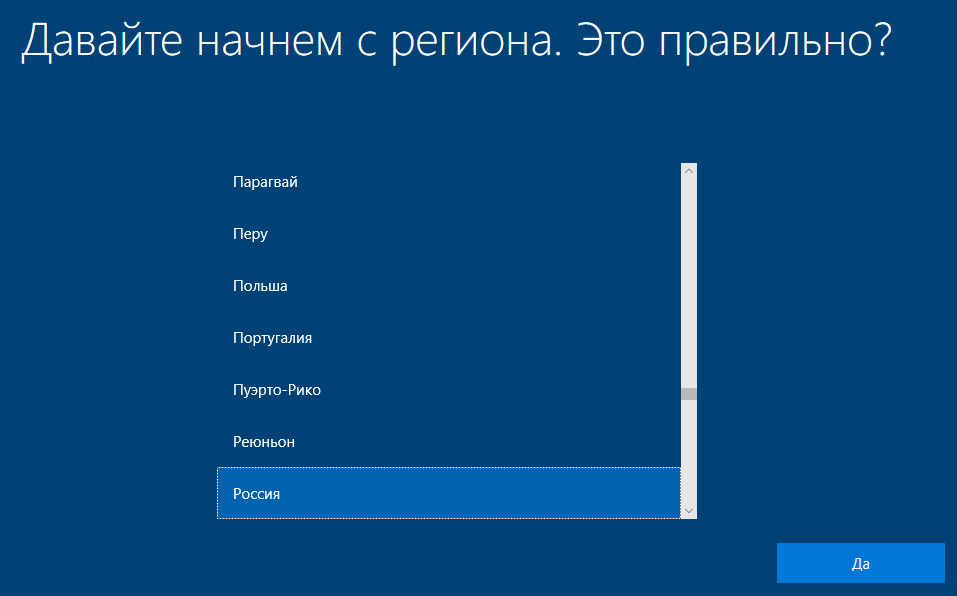 Давайте начнем с региона. Это правильно?
Парагвай
Перу
Польша
Португалия
Пуэрто-Рико
Реюньон
Россия
Да